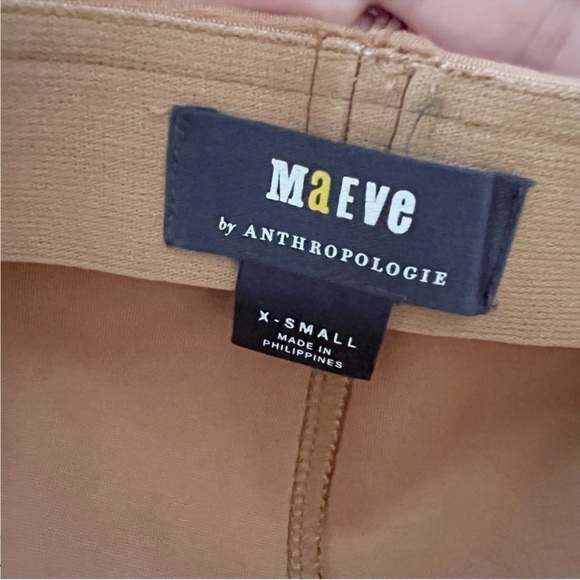 MaEve
by ANTHROPOLOGIE
X-SMALL
MADE IN
PHILIPPINES